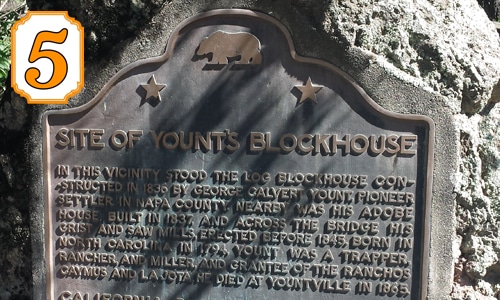 5
SITE OF YOUNT'S BLOCKHOUSE
IN THIS VICINITY STOOD THE LOG BLOCKHOUSE CON-
STRUCTED IN 1836 BY GEORGE CALVERT YOUNT, PIONEER
SETTLER IN NAPA COUNTY. NEARBY WAS HIS ADOBE
HOUSE, BUILT IN 1837, AND ACROSS THE BRIDGE HIS
GRIST AND SAW MILLS, ERECTED BEFORE 1845. BORN IN
NORTH CAROLINA IN 1794, YOUNT WAS A TRAPPER,
RANCHER, AND MILLER, AND GRANTEE OF THE RANCHOS
CAYMUS AND LA JOTA. HE DIED AT YOUNTVILLE IN 1865.
CALIFORNIA